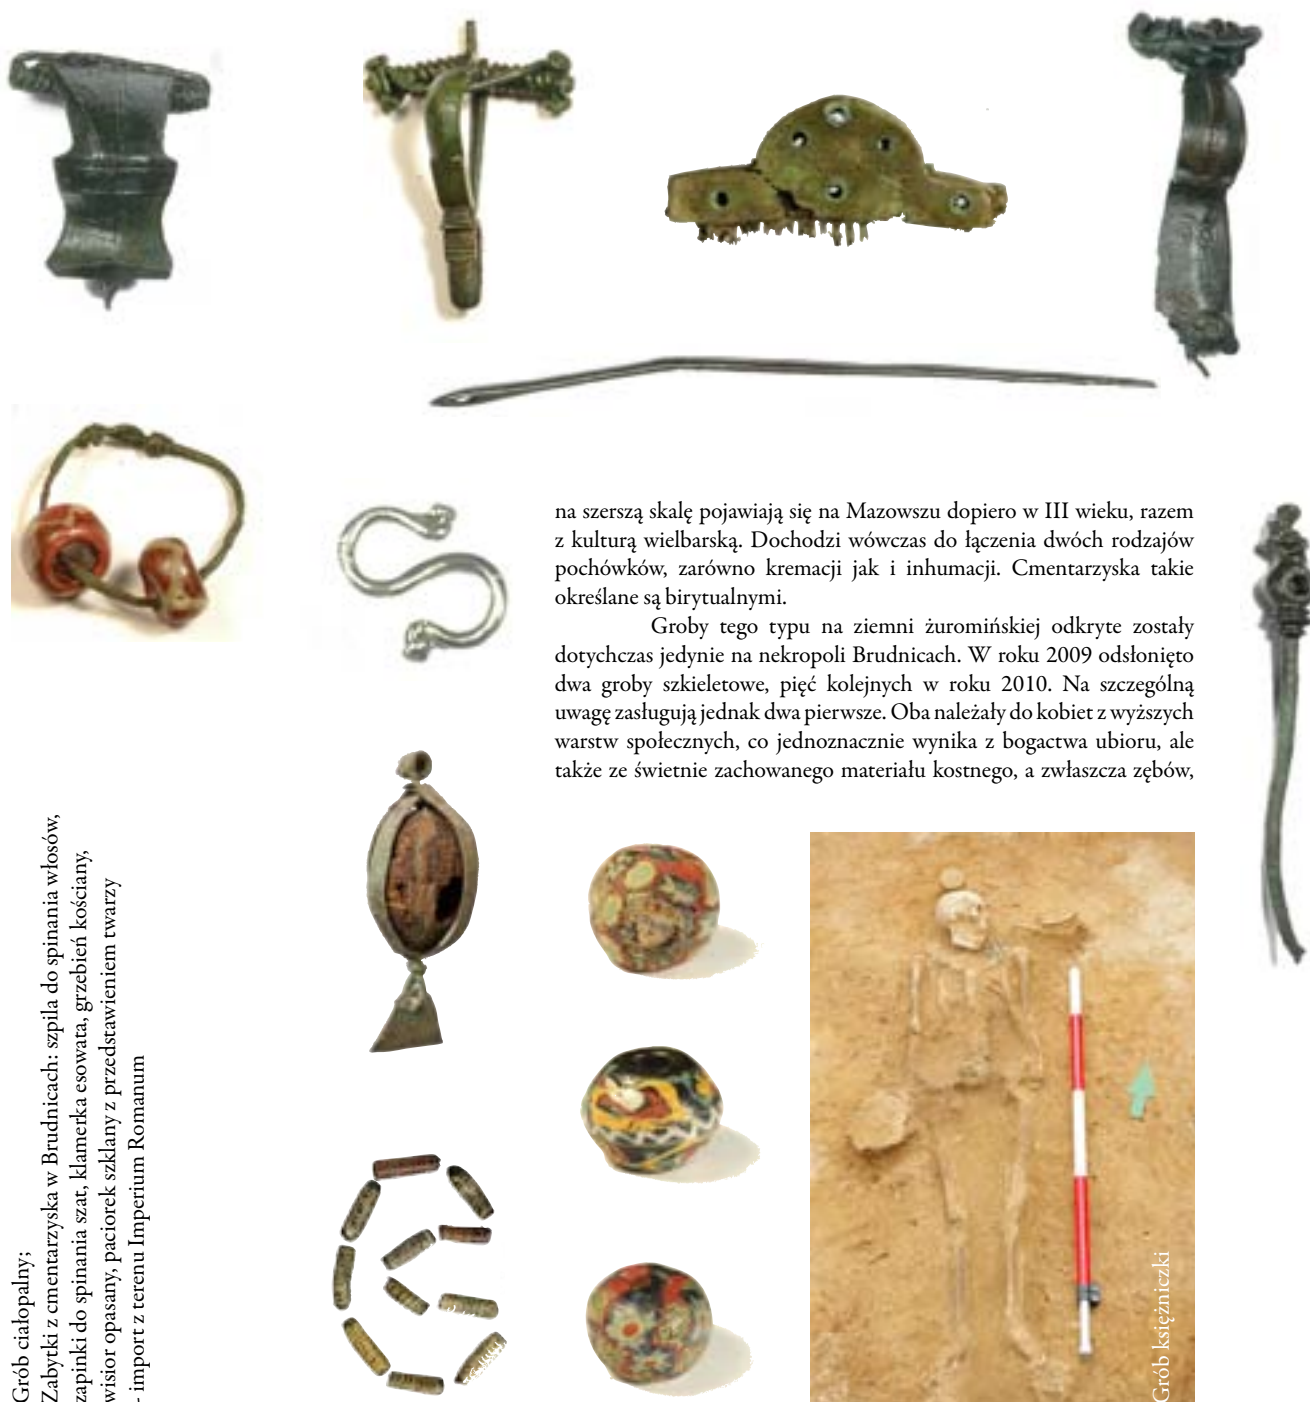 na szerszą skalę pojawiają się na Mazowszu dopiero w III wieku, razem
z kulturą wielbarską. Dochodzi wówczas do łączenia dwóch rodzajów
pochówków, zarówno kremacji jak i inhumacji. Cmentarzyska takie
określane są birytualnymi.
Groby tego typu na ziemni żuromińskiej odkryte zostały
dotychczas jedynie na nekropoli Brudnicach. W roku 2009 odsłonięto
dwa groby szkieletowe, pięć kolejnych w roku 2010. Na szczególną
uwagę zasługują jednak dwa pierwsze. Oba należały do kobiet z wyższych
warstw społecznych, co jednoznacznie wynika z bogactwa ubioru, ale
także ze świetnie zachowanego materiału kostnego, a zwłaszcza zębów,
Grób ciałopalny;
Zabytki z cmentarzyska w Brudnicach: szpila do spinania włosów,
zapinki do spinania szat, klamerka esowata, grzebień kościany,
wisior opasany, paciorek szklany z przedstawieniem twarzy
- import z terenu Imperium Romanum
Grób księżniczki